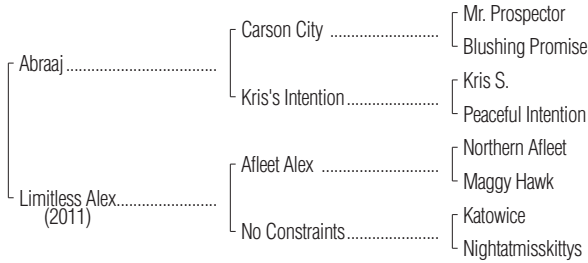 Mr. Prospector
Carson City ......................
Blushing Promise
Abraaj ..............................
Kris S.
Kris's Intention .................
Peaceful Intention
Northern Afleet
Afleet Alex ......................
Maggy Hawk
Limitless Alex....................
(2011)
Katowice
No Constraints.................
Nightatmisskittys